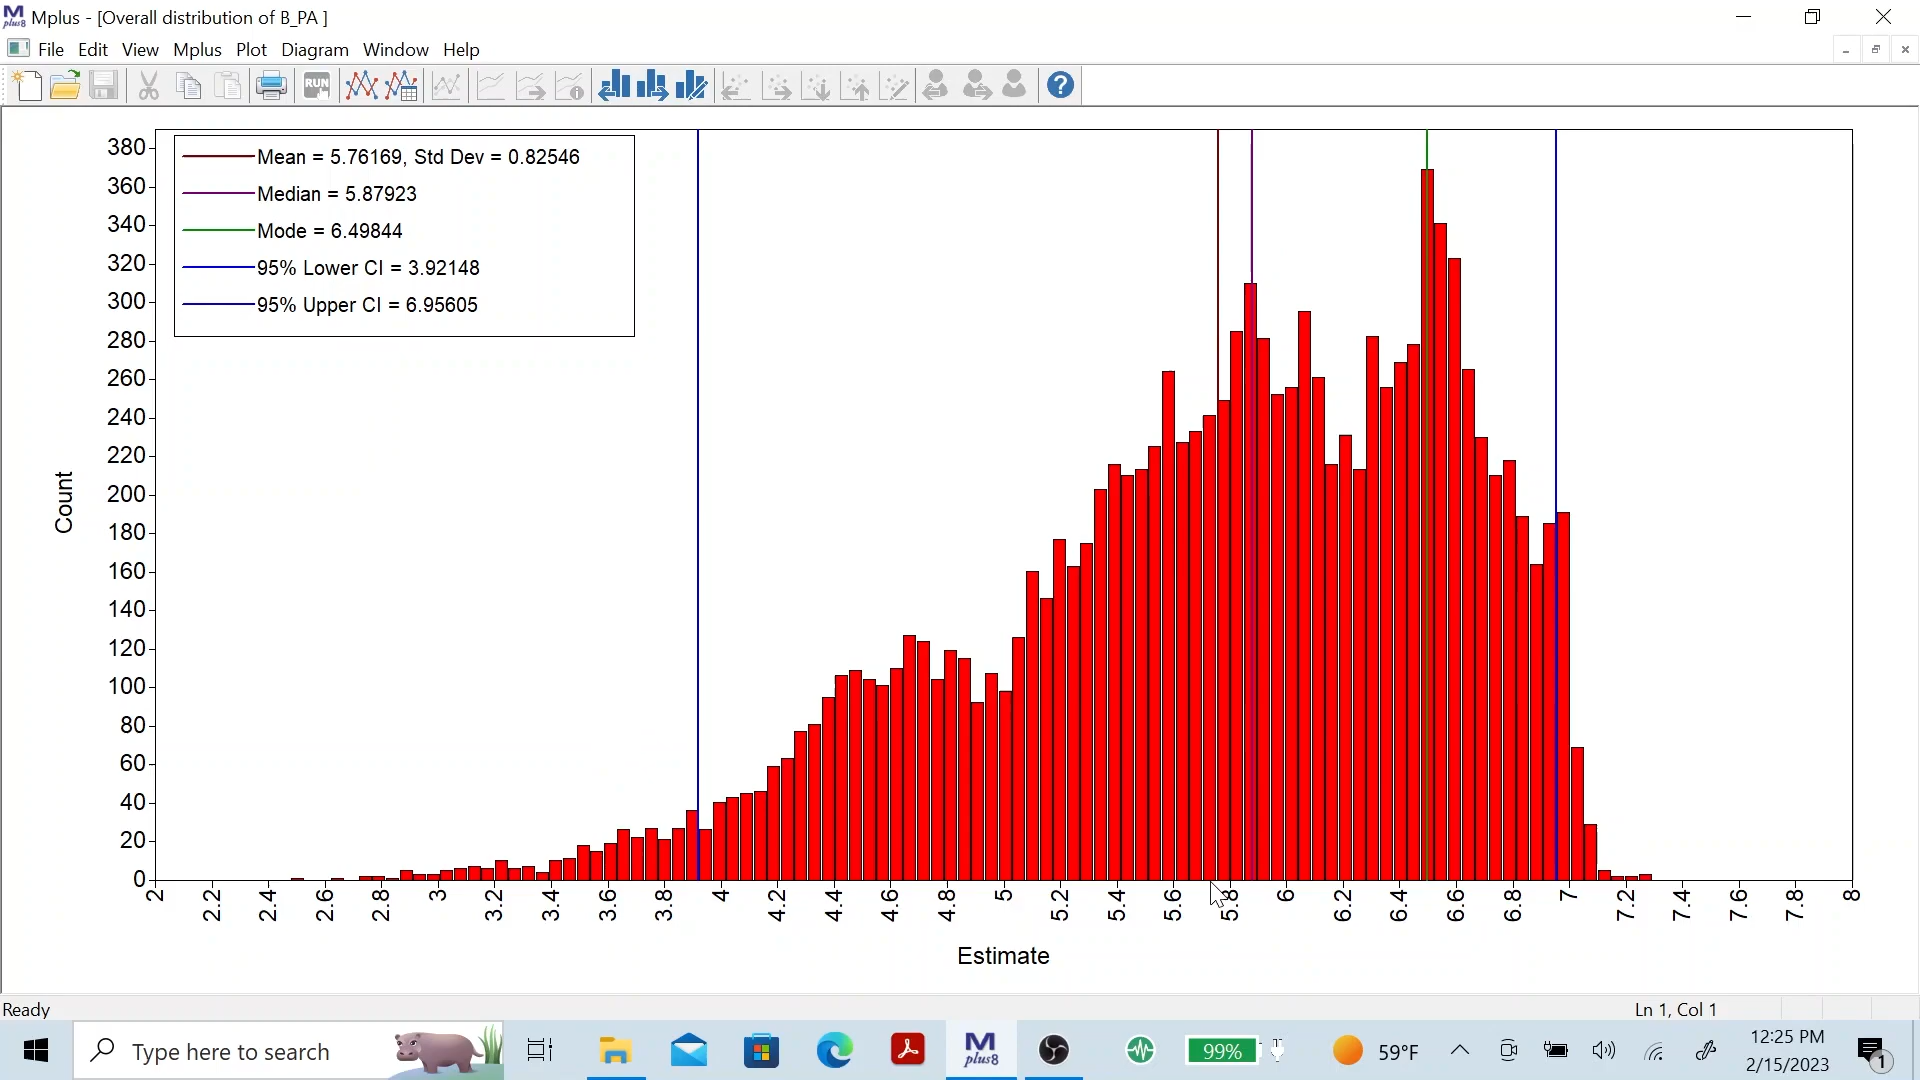 Mplus - [Overall distribution of B_PA ]
File Edit View Mplus Plot Diagram Window Help
RUN
Mean = 5.76169, Std Dev = 0.82546
Median = 5.87923
Mode = 6.49844
95% Lower CI = 3.92148
95% Upper CI = 6.95605
380
360
340
320
300
280
260
240
220
200
180
160
140
120
100
80
60
40
20
0
Count
2 2.2 2.4 2.6 2.8 3 3.2 3.4 3.6 3.8 4 4.2 4.4 4.6 4.8 5 5.2 5.4 5.6 5.8 6 6.2 6.4 6.6 6.8 7 7.2 7.4 7.6 7.8 8
Estimate
Ready
Ln 1, Col 1
Type here to search
M
plus8
99%
59°F
12:25 PM
2/15/2023
1